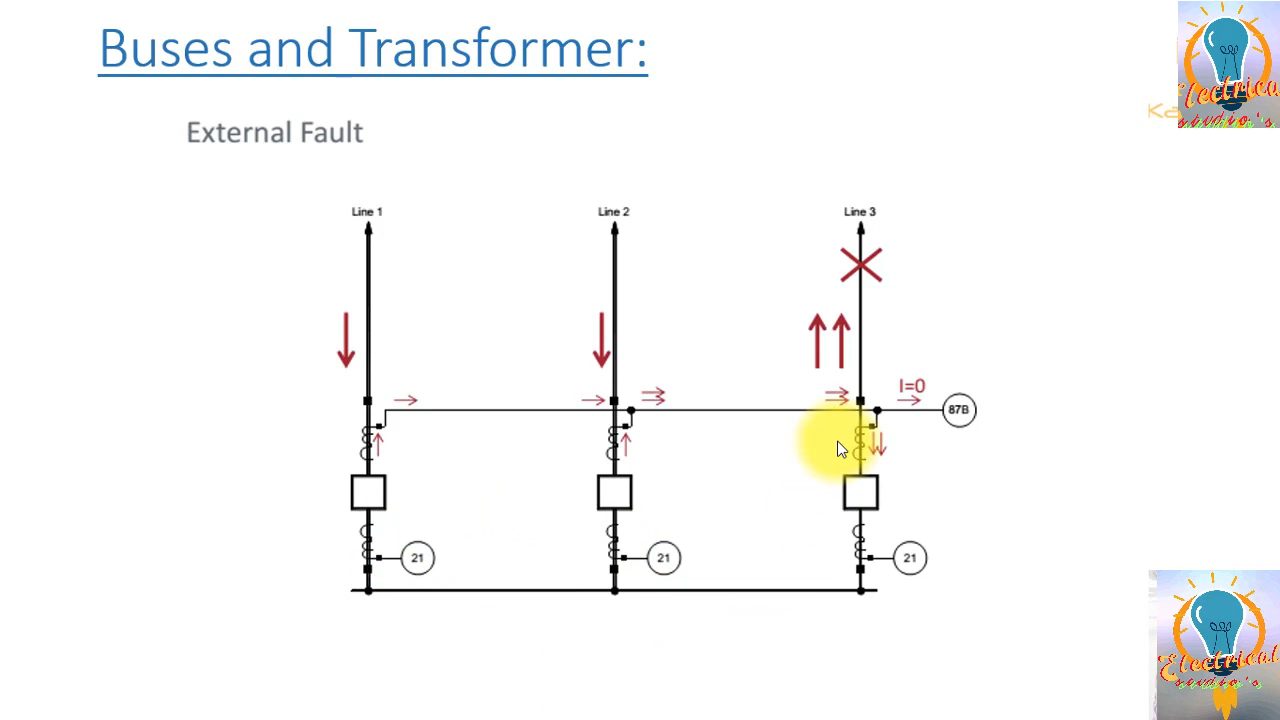 Buses and Transformer:
Electrical
Ka
studio's
External Fault
Line 1
Line 2
Line 3
I=0
87B
21
21
21
Electrical
studio's